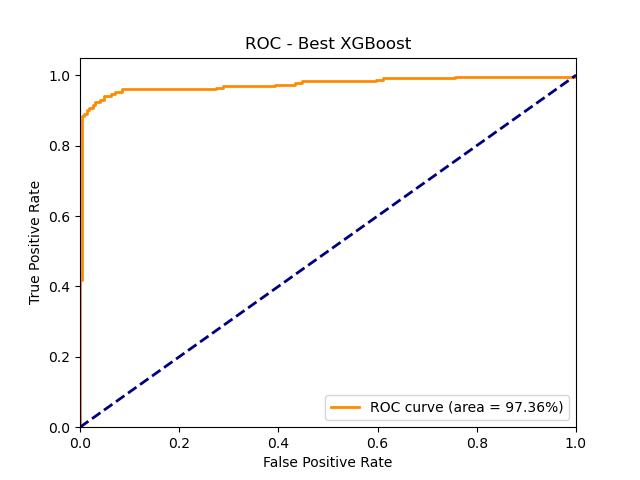 ROC - Best XGBoost
1.0
0.8
0.6
0.4
0.2
0.0
True Positive Rate
ROC curve (area = 97.36%)
0.0 0.2 0.4 0.6 0.8 1.0
False Positive Rate